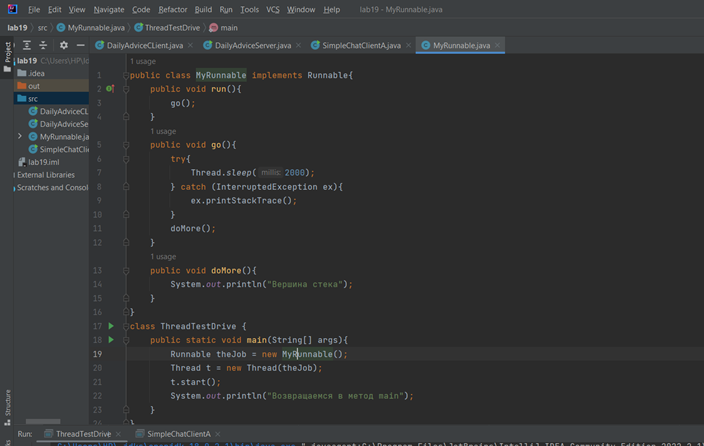 File Edit View Navigate Code Refactor Build Run Tools VCS Window Help lab19 - MyRunnable.java
lab19 src MyRunnable.java ThreadTestDrive main
Project
DailyAdviceCLient.java DailyAdviceServer.java SimpleChatClientA.java MyRunnable.java
lab19
.idea
out
src
DailyAdviceCL
DailyAdviceSe
MyRunnable.ja
SimpleChatClie
lab19.iml
External Libraries
Scratches and Consol
1 usage
1 public class MyRunnable implements Runnable{
2 public void run(){
3 go();
4 }
1 usage
5 public void go(){
6 try{
7 Thread.sleep( millis: 2000);
8 } catch (InterruptedException ex){
9 ex.printStackTrace();
10 }
11 doMore();
12 }
1 usage
13 public void doMore(){
14 System.out.println("Вершина стека");
15 }
16 }
17 class ThreadTestDrive {
18 public static void main(String[] args){
19 Runnable theJob = new MyRunnable();
20 Thread t = new Thread(theJob);
21 t.start();
22 System.out.println("Возвращаемся в метод main");
23 }
24 }
Structure
Run: ThreadTestDrive SimpleChatClientA